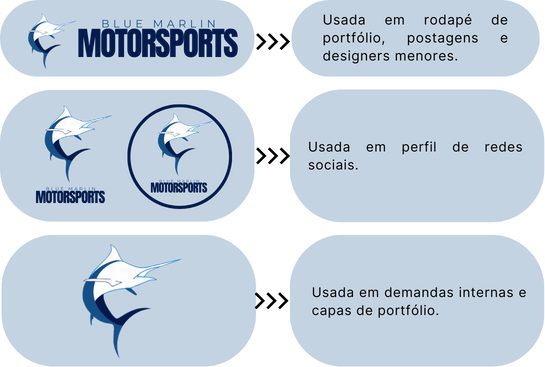 BLUE MARLIN
MOTORSPORTS
Usada em rodapé de
portfólio, postagens e
designers menores.
BLUE MARLIN
MOTORSPORTS
BLUE MARLIN
MOTORSPORTS
Usada em perfil de redes
sociais.
Usada em demandas internas e
capas de portfólio.